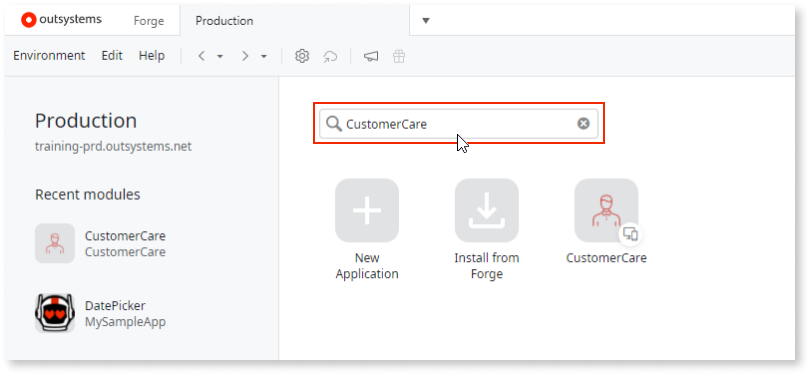 outsystems
Forge
Production
Environment Edit Help
Production
training-prd.outsystems.net
Recent modules
CustomerCare
CustomerCare
DatePicker
MySampleApp
CustomerCare
New
Application
Install from
Forge
CustomerCare